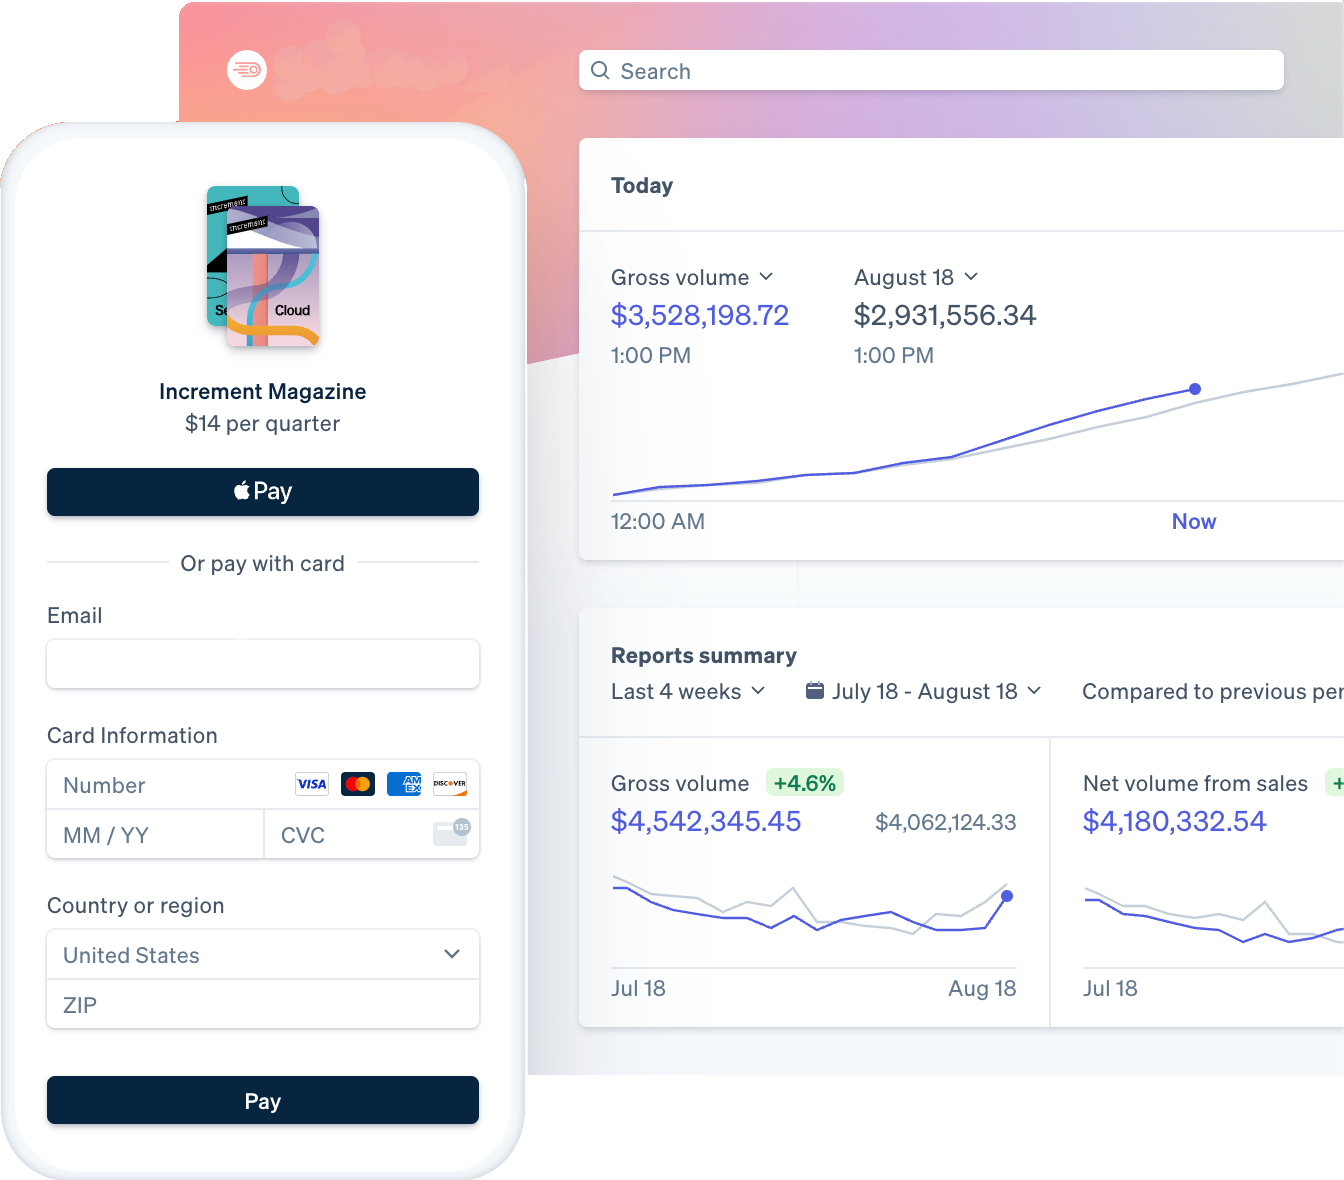 Search
increment
increment
Se
Cloud
Increment Magazine
$14 per quarter
Pay
Or pay with card
Email
Card Information
Number VISA AM EX DISCOVER
MM / YY CVC 135
Country or region
United States
ZIP
Pay
Today
Gross volume August 18
$3,528,198.72 $2,931,556.34
1:00 PM 1:00 PM
12:00 AM Now
Reports summary
Last 4 weeks July 18 - August 18 Compared to previous per
Gross volume +4.6% Net volume from sales +
$4,542,345.45 $4,062,124.33 $4,180,332.54
Jul 18 Aug 18 Jul 18